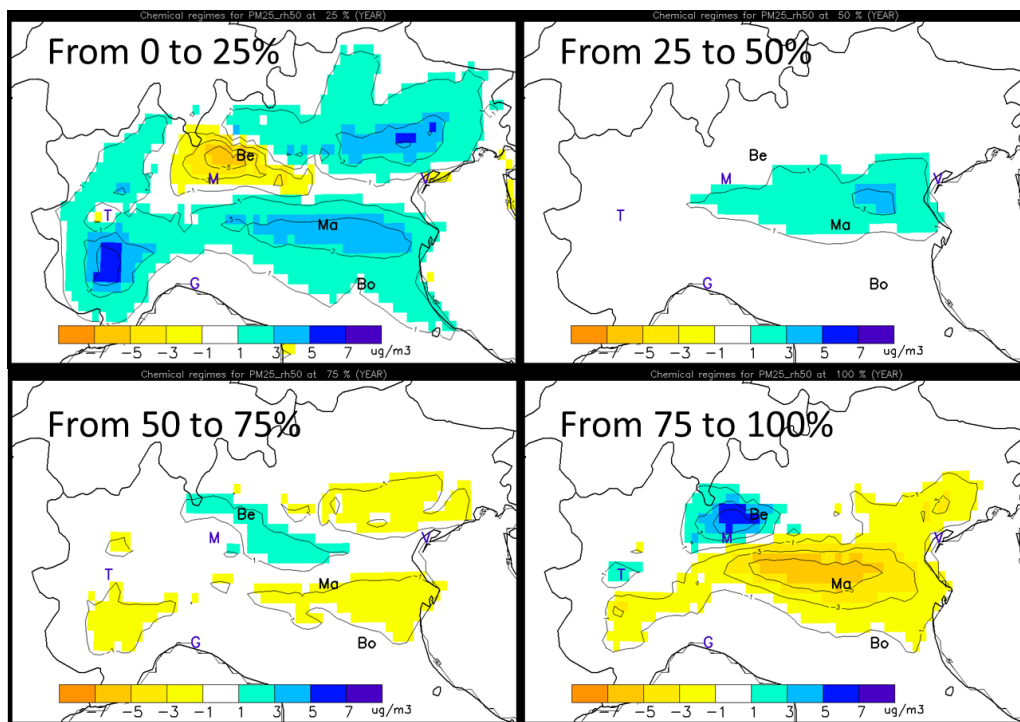 Chemical regimes for PM25_rh50 at 25 % (YEAR)
From 0 to 25%
Be
M
V
T
Ma
G
Bo
-7 -5 -3 -1 1 3 5 7 ug/m3
Chemical regimes for PM25_rh50 at 50 % (YEAR)
From 25 to 50%
Be
M
V
T
Ma
G
Bo
-7 -5 -3 -1 1 3 5 7 ug/m3
Chemical regimes for PM25_rh50 at 75 % (YEAR)
From 50 to 75%
Be
M
V
T
Ma
G
Bo
-7 -5 -3 -1 1 3 5 7 ug/m3
Chemical regimes for PM25_rh50 at 100 % (YEAR)
From 75 to 100%
Be
M
V
T
Ma
G
Bo
-7 -5 -3 -1 1 3 5 7 ug/m3